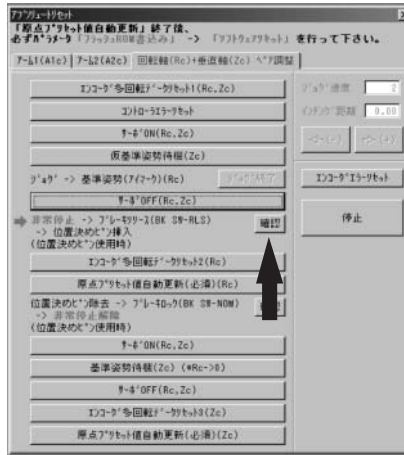 アブソリュートリセット
「原点プリセット値自動更新」終了後、
必ずパラメータ「フラッシュROM書込み」 -> 「ソフトウェアリセット」 を行って下さい。
アーム1(A1c) アーム2(A2c) 回転軸(Rc)+垂直軸(Zc) ペア調整
エンコーダ多回転データリセット1(Rc,Zc)
コントローラエラーリセット
サーボON(Rc,Zc)
仮基準姿勢待機(Zc)
ジョグ -> 基準姿勢(アイマーク)(Rc) ジョグ終了
サーボOFF(Rc,Zc)
非常停止 -> ブレーキリリース(BK SW-RLS)
-> 位置決めピン挿入
(位置決めピン使用時)
確認
エンコーダ多回転データリセット2(Rc)
原点プリセット値自動更新(必須)(Rc)
位置決めピン除去 -> ブレーキロック(BK SW-NOM)
-> 非常停止解除
(位置決めピン使用時)
サーボON(Rc,Zc)
基準姿勢待機(Zc) (*Rc->0)
サーボOFF(Rc,Zc)
エンコーダ多回転データリセット3(Zc)
原点プリセット値自動更新(必須)(Zc)
ジョグ速度 2
インチング距離 0.00
<-(-) ->(+)
エンコーダエラーリセット
停止